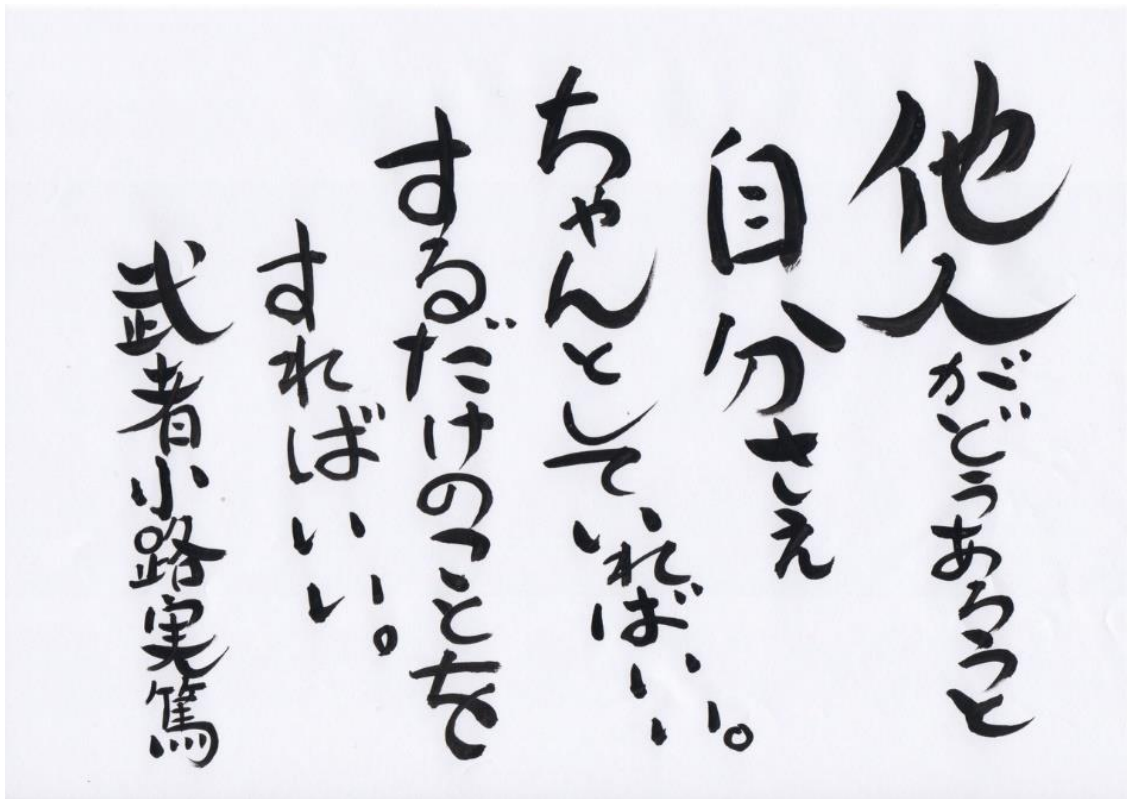 他人がどうあろうと
自分さえ
ちゃんとしていればいい。
するだけのことを
すればいい。
武者小路実篤